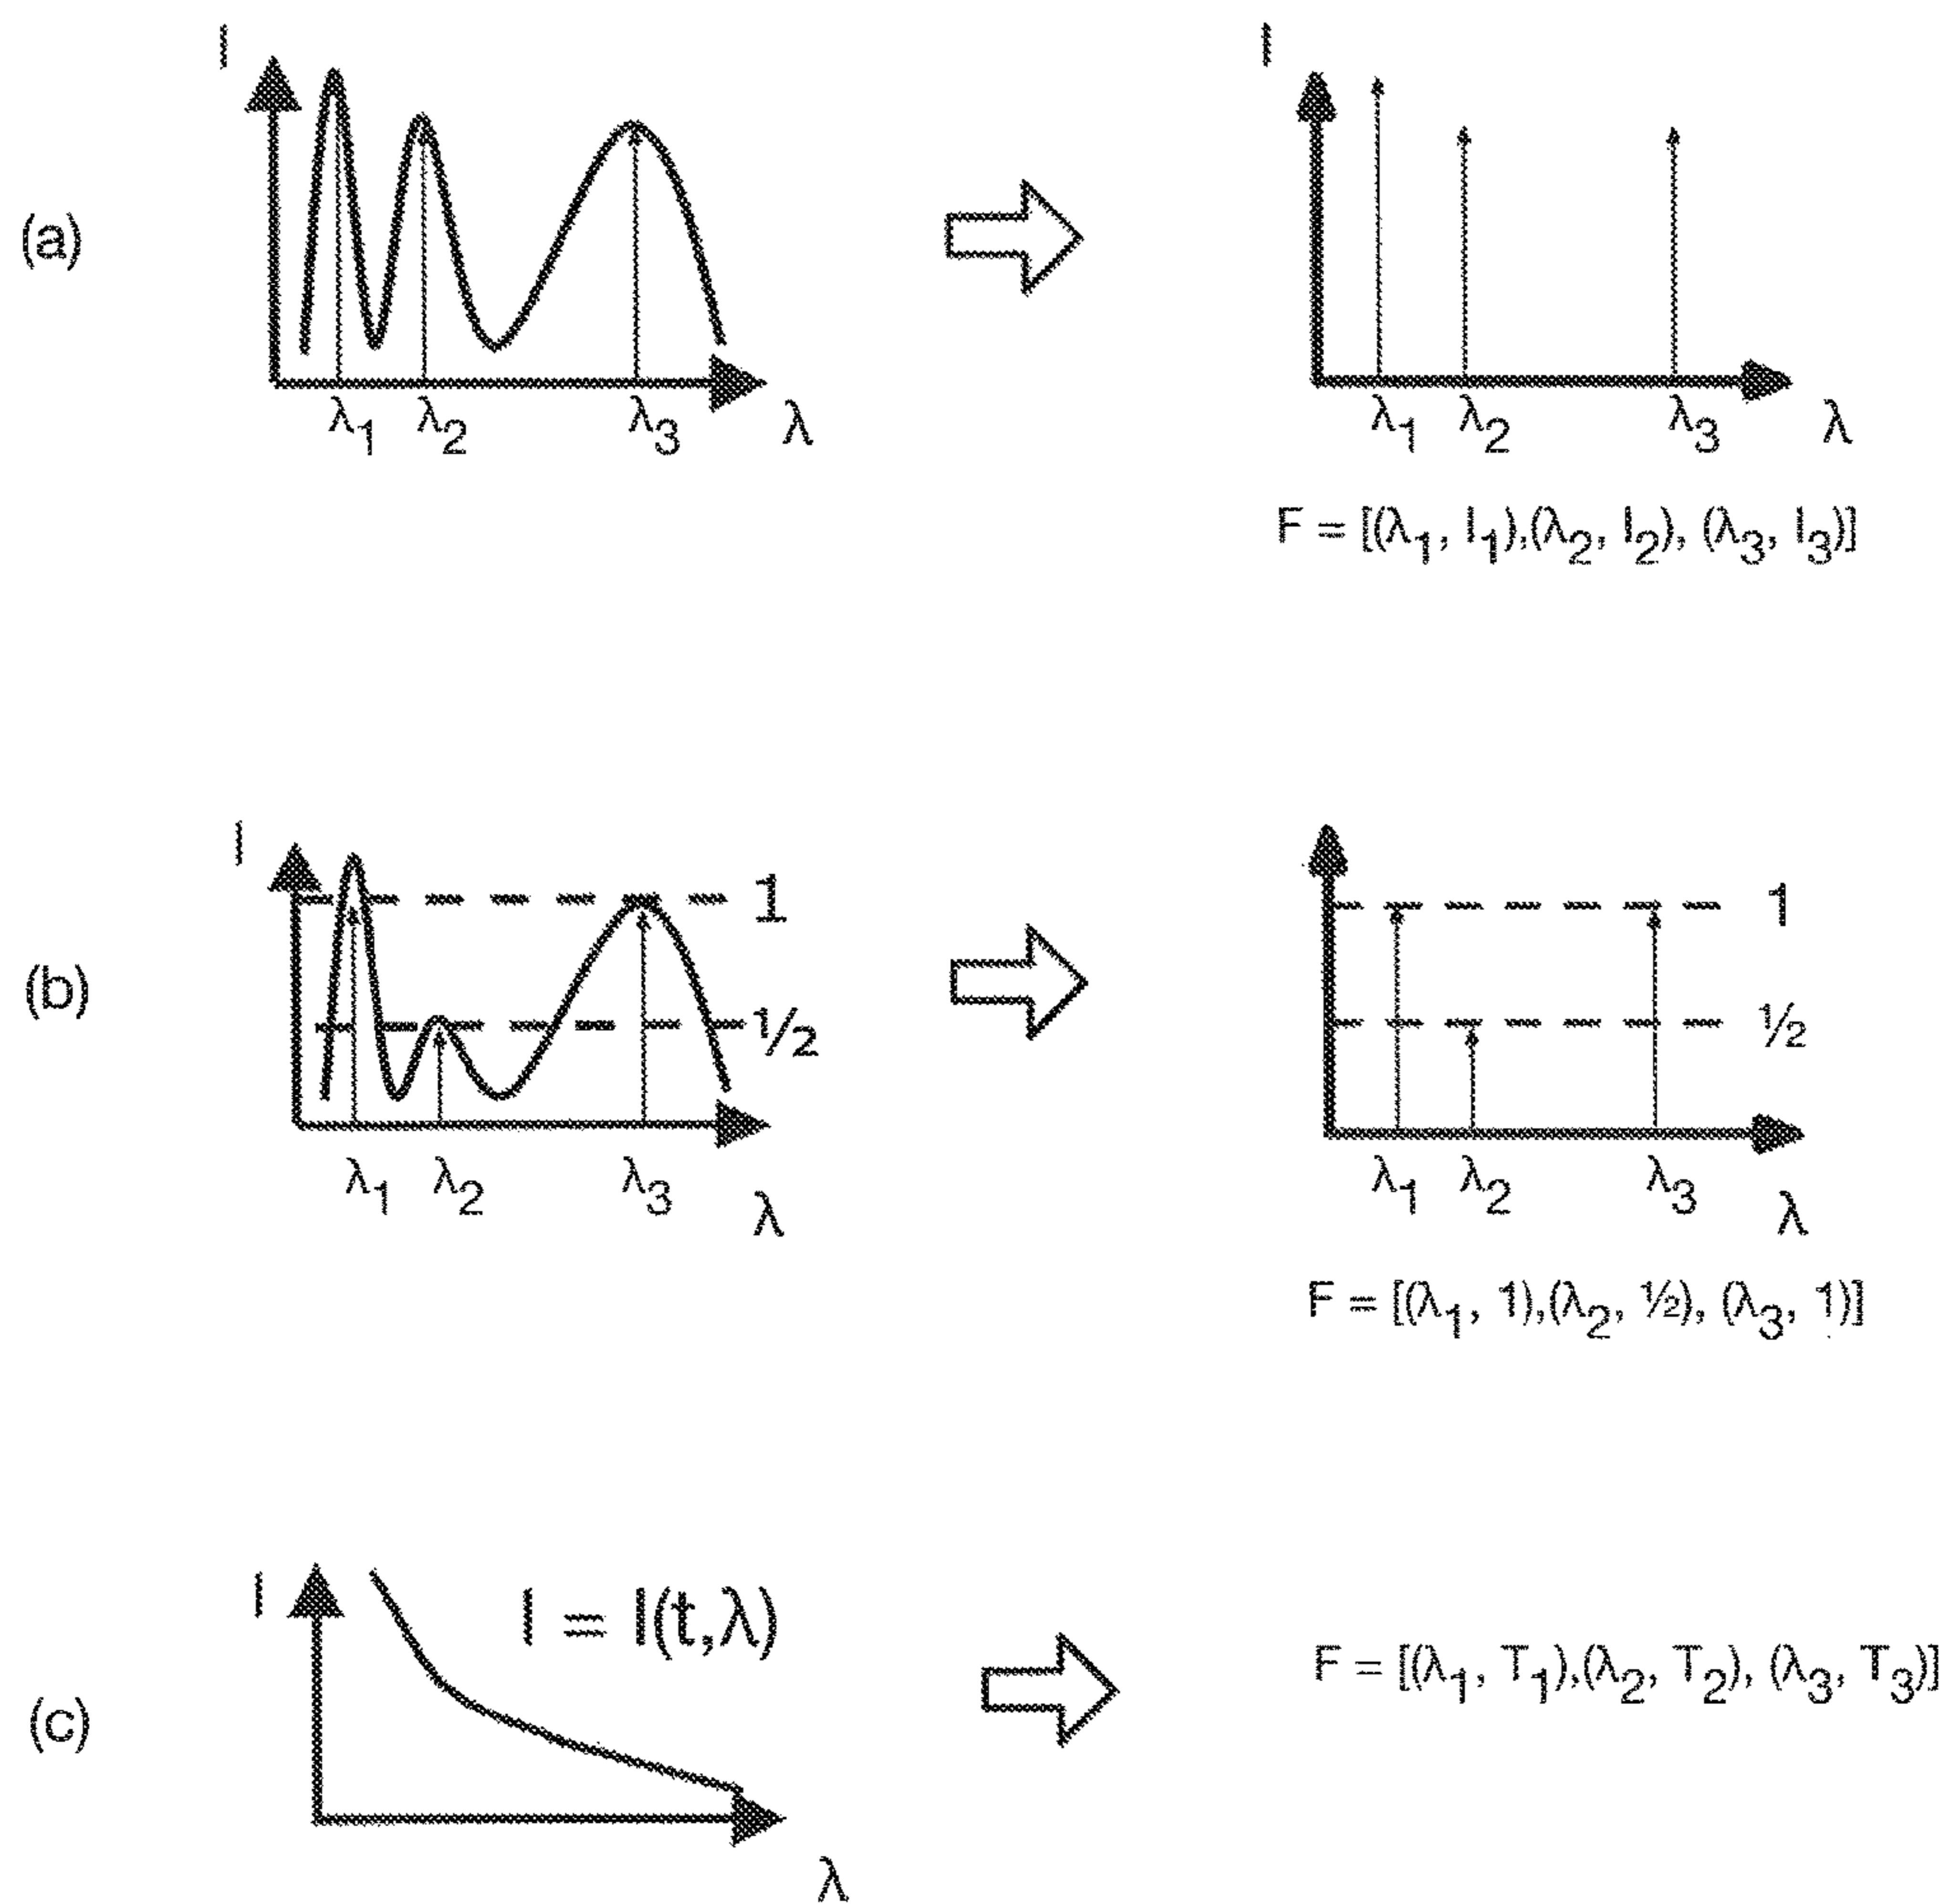 I
I
(a)
λ₁ λ₂ λ₃ λ
λ₁ λ₂ λ₃ λ
F = [(λ₁, I₁),(λ₂, I₂), (λ₃, I₃)]
I
1
1
(b)
½
½
λ₁ λ₂ λ₃ λ
λ₁ λ₂ λ₃ λ
F = [(λ₁, 1),(λ₂, ½), (λ₃, 1)]
I
I = I(t,λ)
F = [(λ₁, T₁),(λ₂, T₂), (λ₃, T₃)]
(c)
λ